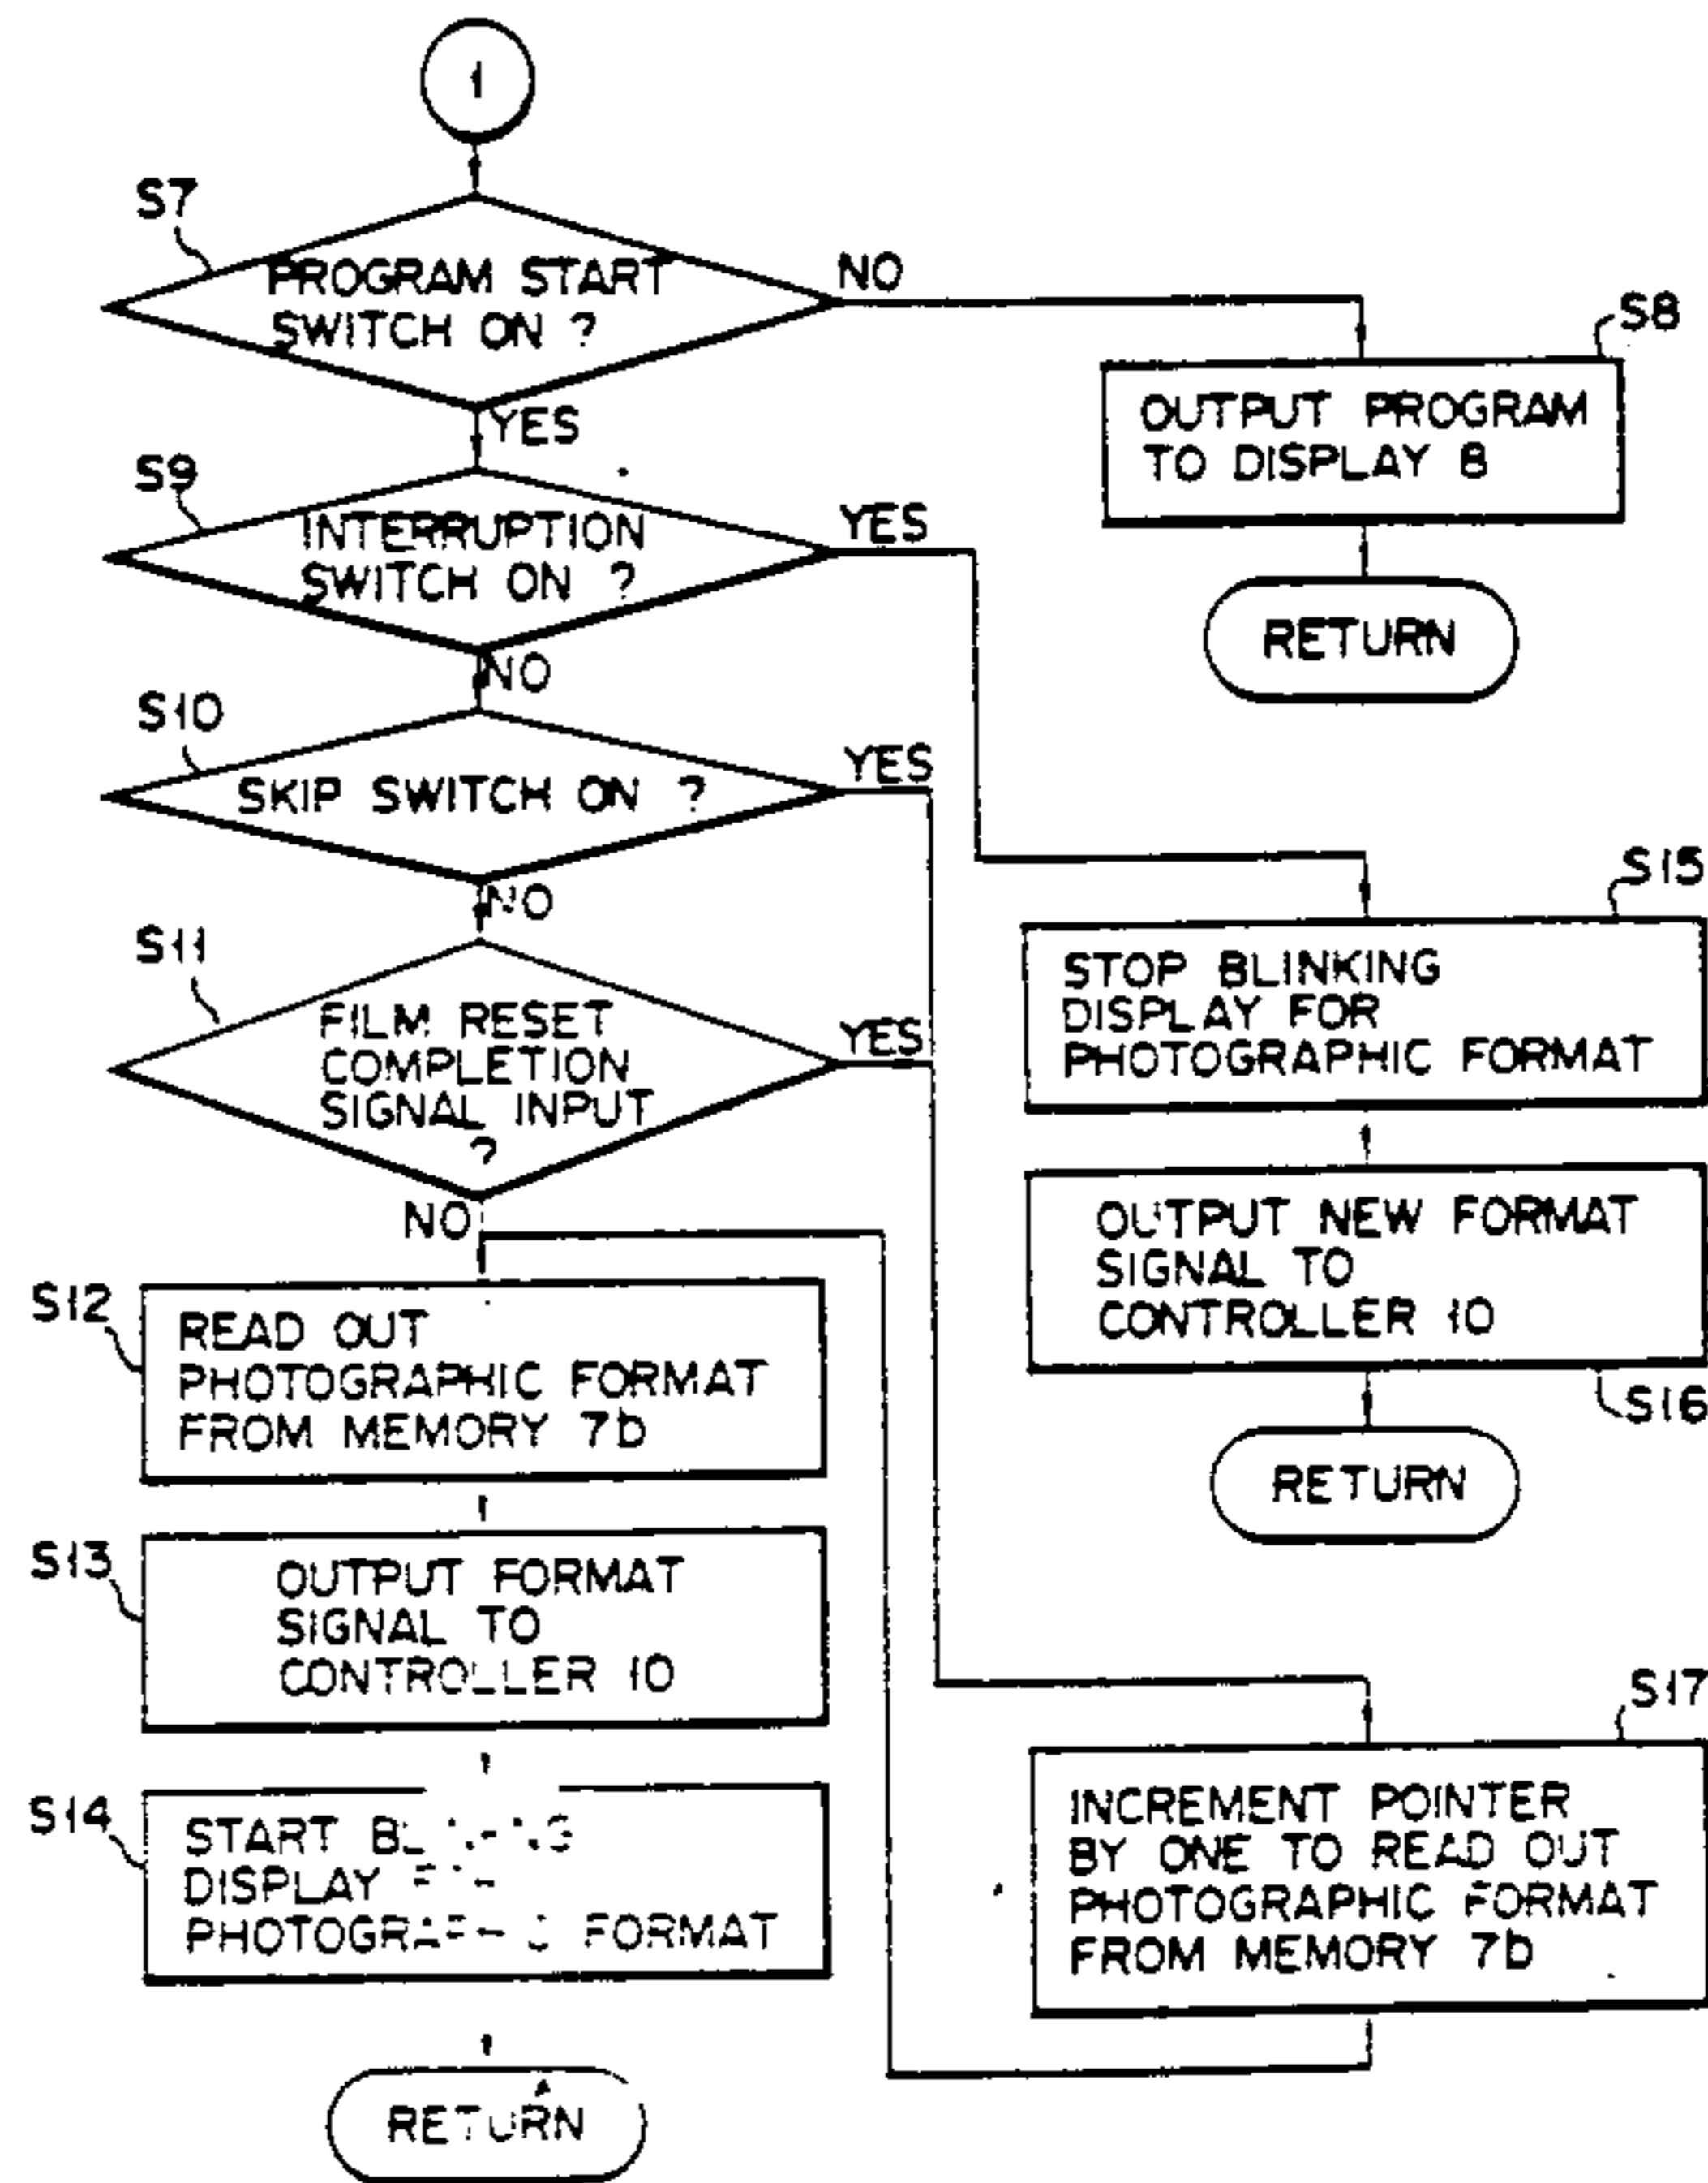 1
S7
PROGRAM START
SWITCH ON ?
NO
YES
S8
OUTPUT PROGRAM
TO DISPLAY 8
RETURN
S9
INTERRUPTION
SWITCH ON ?
YES
NO
S10
SKIP SWITCH ON ?
YES
NO
S11
FILM RESET
COMPLETION
SIGNAL INPUT
?
YES
NO
S12
READ OUT
PHOTOGRAPHIC FORMAT
FROM MEMORY 7b
S13
OUTPUT FORMAT
SIGNAL TO
CONTROLLER 10
S14
START
DISPLAY
PHOTOGRAPHIC FORMAT
RETURN
S15
STOP BLINKING
DISPLAY FOR
PHOTOGRAPHIC FORMAT
OUTPUT NEW FORMAT
SIGNAL TO
CONTROLLER 10
S16
RETURN
S17
INCREMENT POINTER
BY ONE TO READ OUT
PHOTOGRAPHIC FORMAT
FROM MEMORY 7b